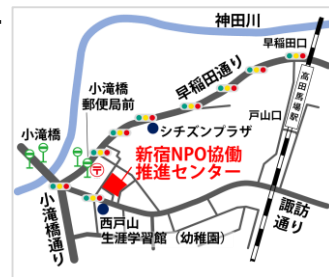 神田川
早稲田口
早稲田通り
高田馬場駅
小滝橋
郵便局前
戸山口
小滝橋
シチズンプラザ
新宿NPO協働
推進センター
小滝橋通り
西戸山
生涯学習館（幼稚園）
諏訪通り